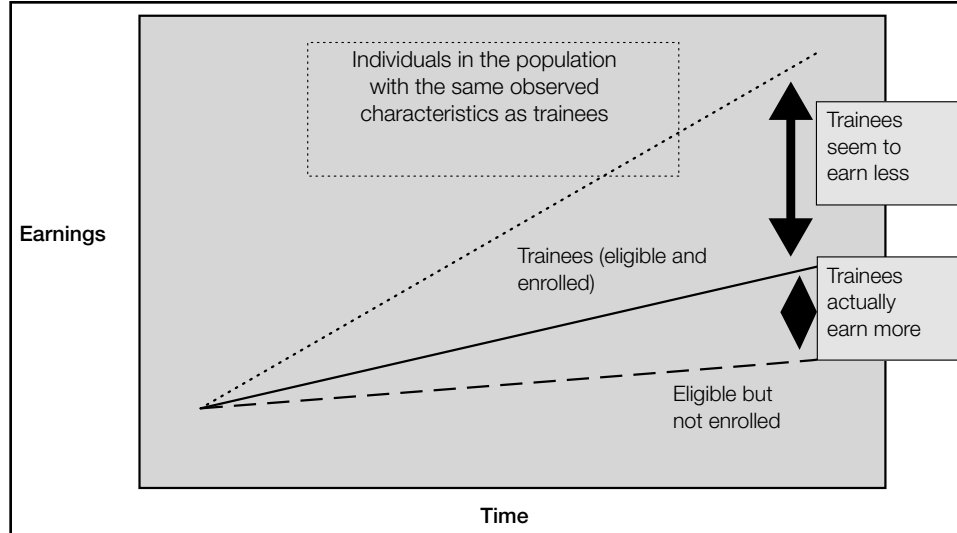 Individuals in the population
with the same observed
characteristics as trainees
Trainees
seem to
earn less
Earnings
Trainees (eligible and
enrolled)
Trainees
actually
earn more
Eligible but
not enrolled
Time